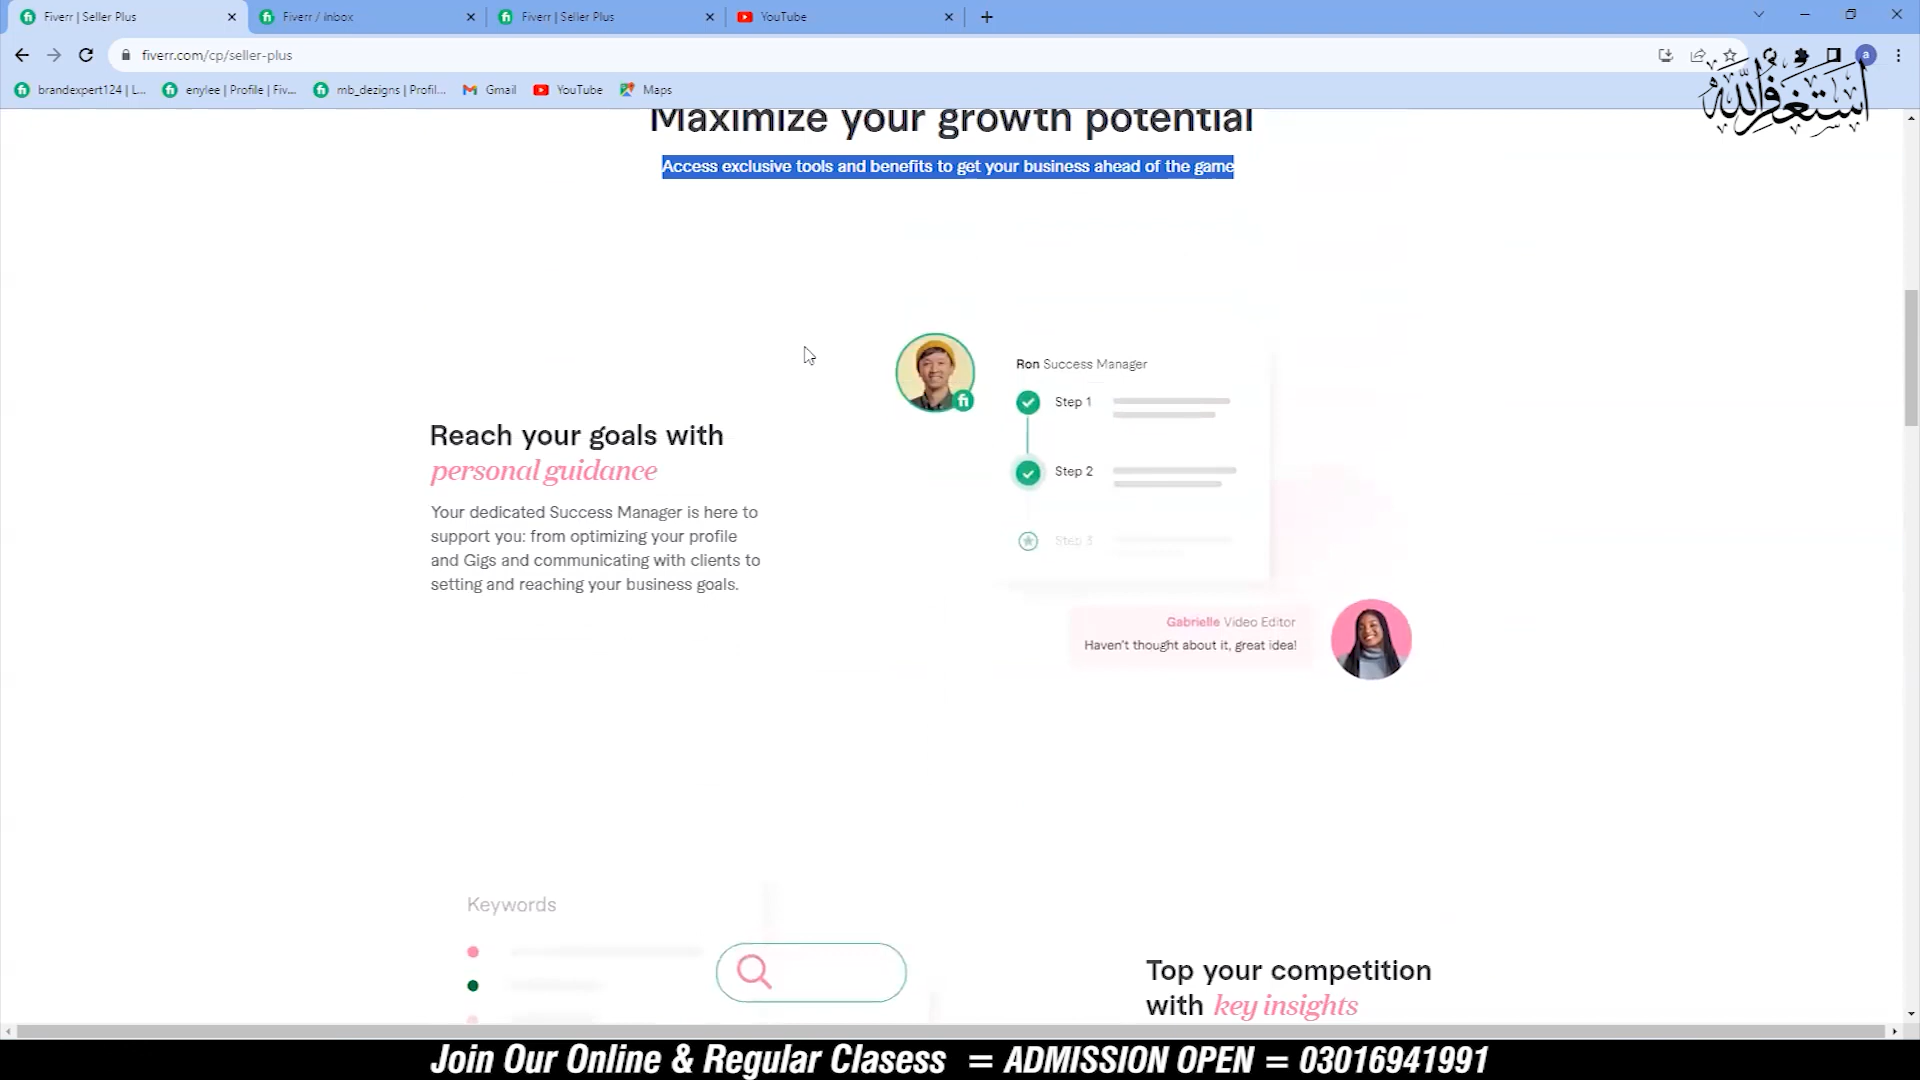 Fiverr | Seller Plus
Fiverr / Inbox
Fiverr | Seller Plus
YouTube
fiverr.com/cp/seller-plus
a
brandexpert124 | L...
enylee | Profile | Fiv...
mb_dezigns | Profil...
Gmail
YouTube
Maps
أستغفر الله
Maximize your growth potential
Access exclusive tools and benefits to get your business ahead of the game
Ron Success Manager
fi
Step 1
Step 2
Step 3
Reach your goals with
personal guidance
Your dedicated Success Manager is here to
support you: from optimizing your profile
and Gigs and communicating with clients to
setting and reaching your business goals.
Gabrielle Video Editor
Haven't thought about it, great idea!
Keywords
Top your competition
with key insights
Join Our Online & Regular Clasess = ADMISSION OPEN = 03016941991